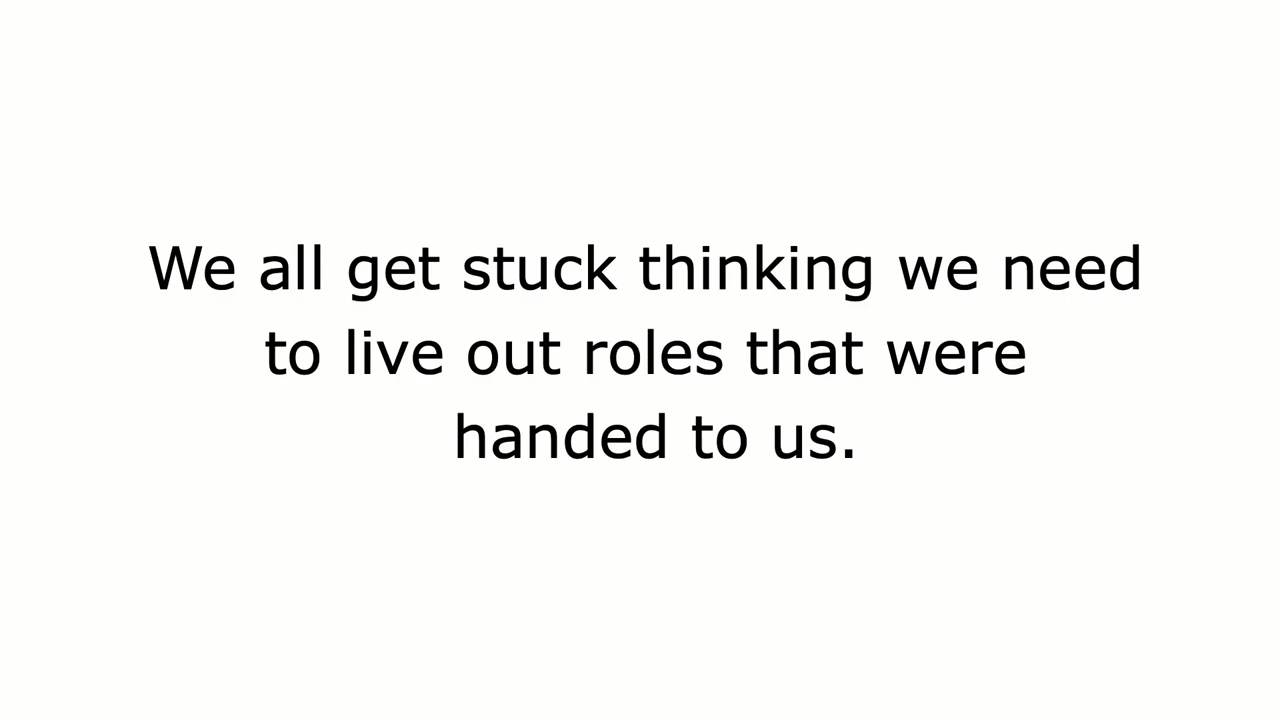 We all get stuck thinking we need
to live out roles that were
handed to us.